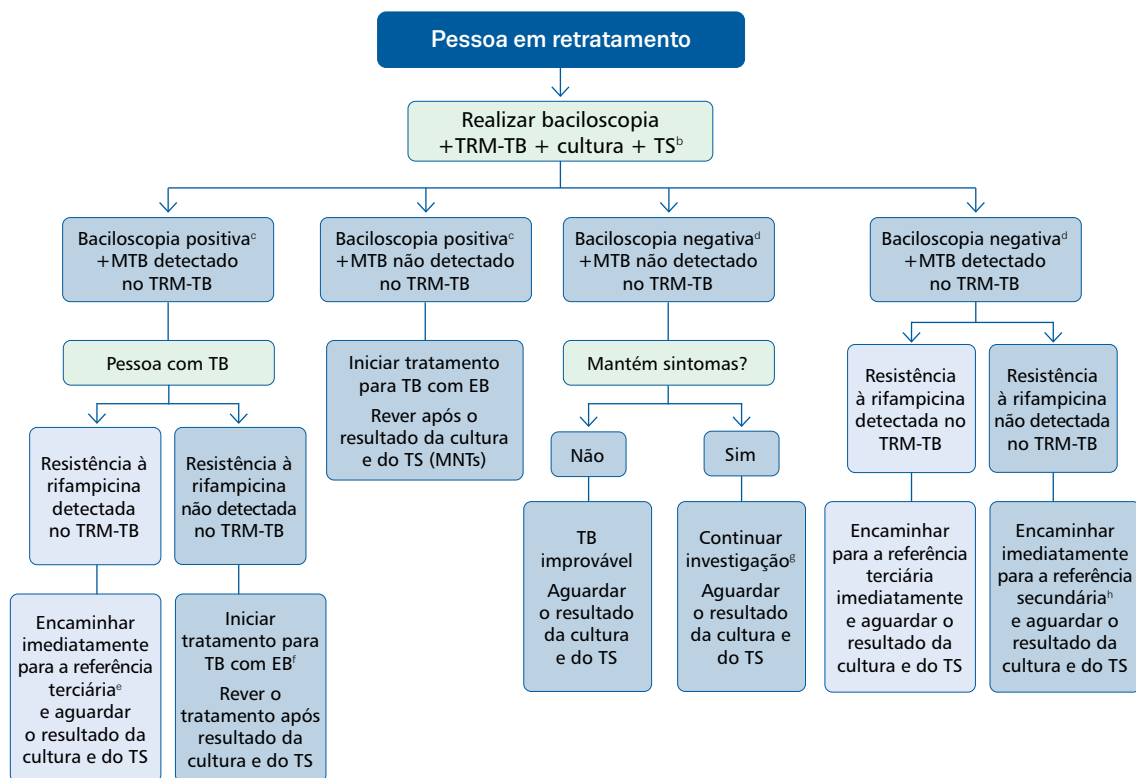 Pessoa em retratamento
Realizar baciloscopia
+TRM-TB + cultura + TSᵇ
Baciloscopia positivaᶜ
+MTB detectado
no TRM-TB
Baciloscopia positivaᶜ
+MTB não detectado
no TRM-TB
Baciloscopia negativaᵈ
+MTB não detectado
no TRM-TB
Baciloscopia negativaᵈ
+MTB detectado
no TRM-TB
Pessoa com TB
Iniciar tratamento
para TB com EB
Rever após o
resultado da cultura
e do TS (MNTs)
Mantém sintomas?
Resistência
à rifampicina
detectada no
TRM-TB
Resistência
à rifampicina
não detectada
no TRM-TB
Resistência à
rifampicina
detectada
no TRM-TB
Resistência à
rifampicina
não detectada
no TRM-TB
Não
Sim
TB
improvável
Aguardar
o resultado
da cultura
e do TS
Continuar
investigaçãoᵍ
Aguardar
o resultado
da cultura e
do TS
Encaminhar
para a referência
terciária
imediatamente
e aguardar o
resultado da
cultura e do TS
Encaminhar
imediatamente
para a referência
secundáriaʰ
e aguardar o
resultado da
cultura e do TS
Encaminhar
imediatamente
para a referência
terciáriaᵉ
e aguardar
o resultado da
cultura e do TS
Iniciar
tratamento para
TB com EBᶠ
Rever o
tratamento após
resultado da
cultura e do TS